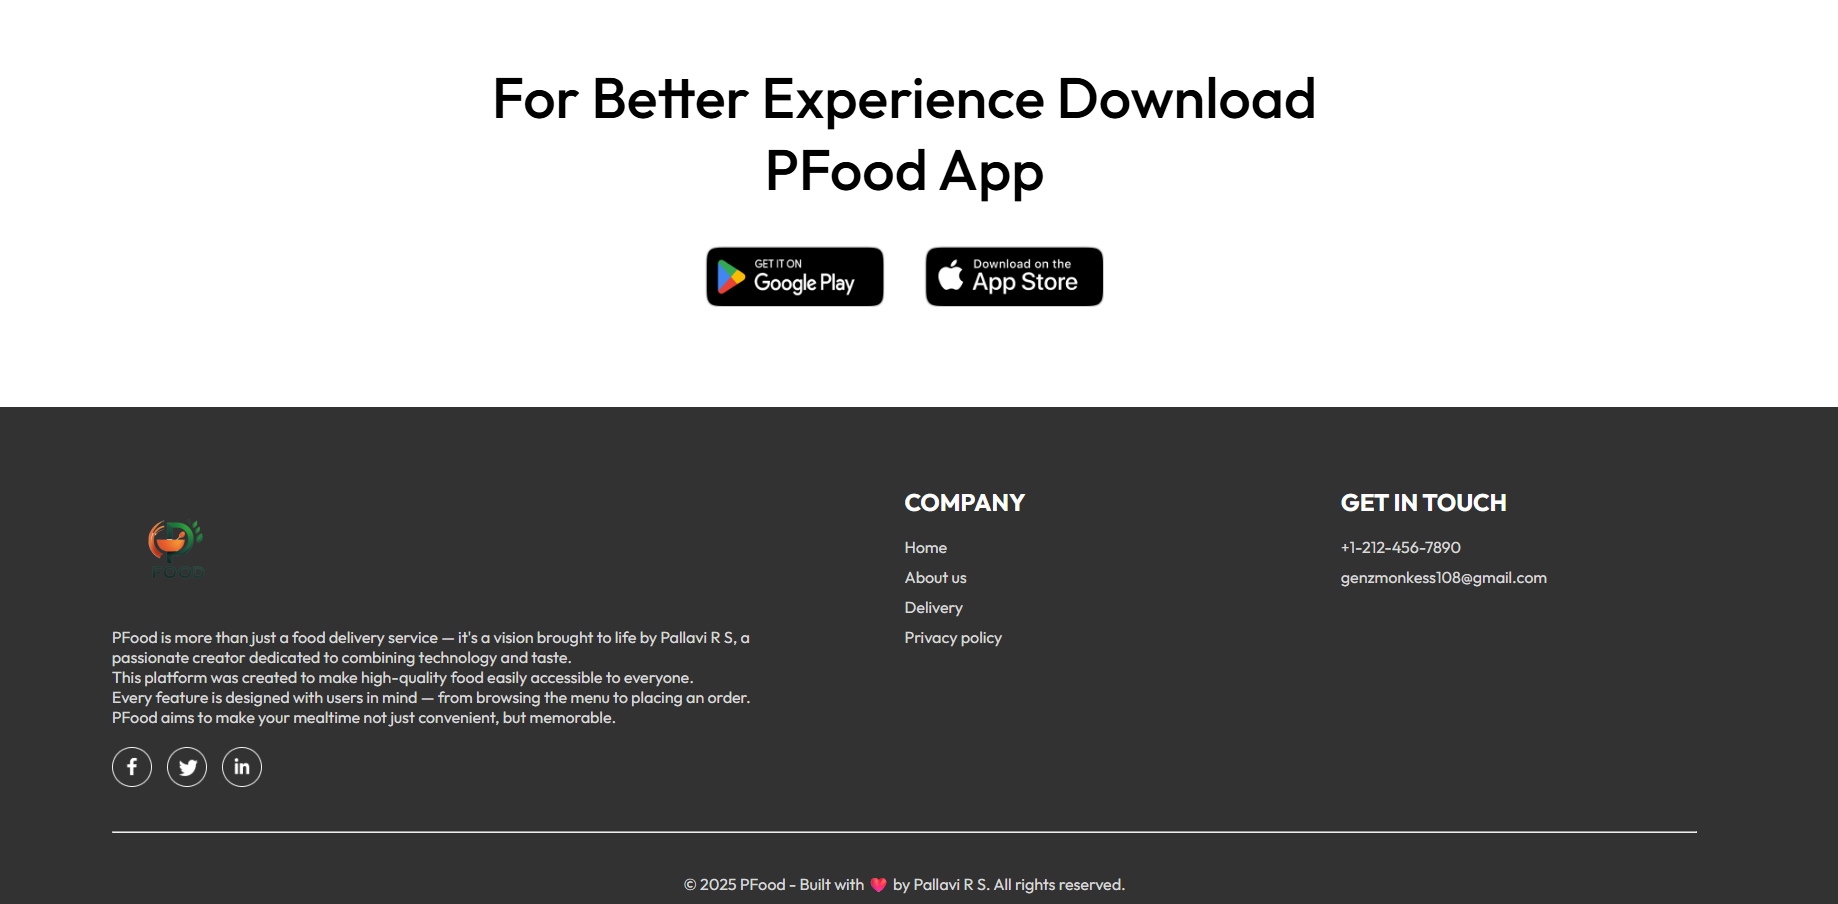 For Better Experience Download
PFood App
GET IT ON
Google Play
Download on the
App Store
FOOD
PFood is more than just a food delivery service — it's a vision brought to life by Pallavi R S, a
passionate creator dedicated to combining technology and taste.
This platform was created to make high-quality food easily accessible to everyone.
Every feature is designed with users in mind — from browsing the menu to placing an order.
PFood aims to make your mealtime not just convenient, but memorable.
f
in
COMPANY
Home
About us
Delivery
Privacy policy
GET IN TOUCH
+1-212-456-7890
genzmonkess108@gmail.com
© 2025 PFood - Built with ❤️ by Pallavi R S. All rights reserved.